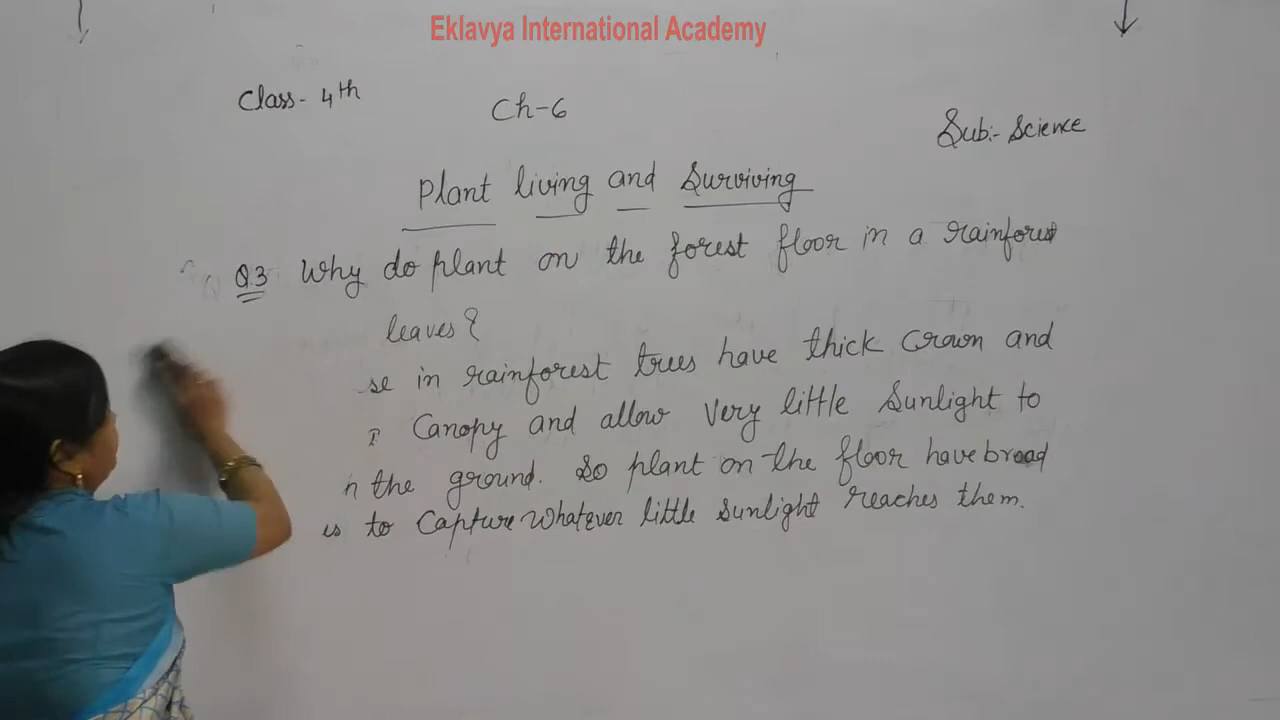 Eklavya International Academy
Class- 4th
Ch-6
Sub:- Science
Plant living and Surviving
Q.3 Why do plant on the forest floor in a rainforest
leaves?
se in rainforest trees have thick Crown and
Canopy and allow very little Sunlight to
the ground. So plant on the floor have broad
to Capture whatever little sunlight reaches them.